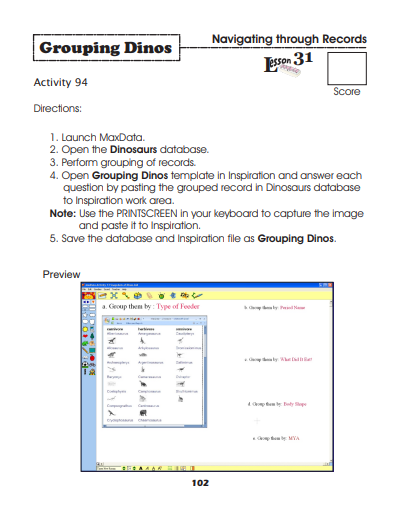 Grouping Dinos
Navigating through Records
Lesson 31
Score
Activity 94
Directions:
1. Launch MaxData.
2. Open the Dinosaurs database.
3. Perform grouping of records.
4. Open Grouping Dinos template in Inspiration and answer each
question by pasting the grouped record in Dinosaurs database
to Inspiration work area.
Note: Use the PRINTSCREEN in your keyboard to capture the image
and paste it to Inspiration.
5. Save the database and Inspiration file as Grouping Dinos.
Preview
a. Group them by : Type of Feeder
b. Group them by: Period Name
c. Group them by: What Did It Eat?
d. Group them by: Body Shape
e. Group them by: MYA
102